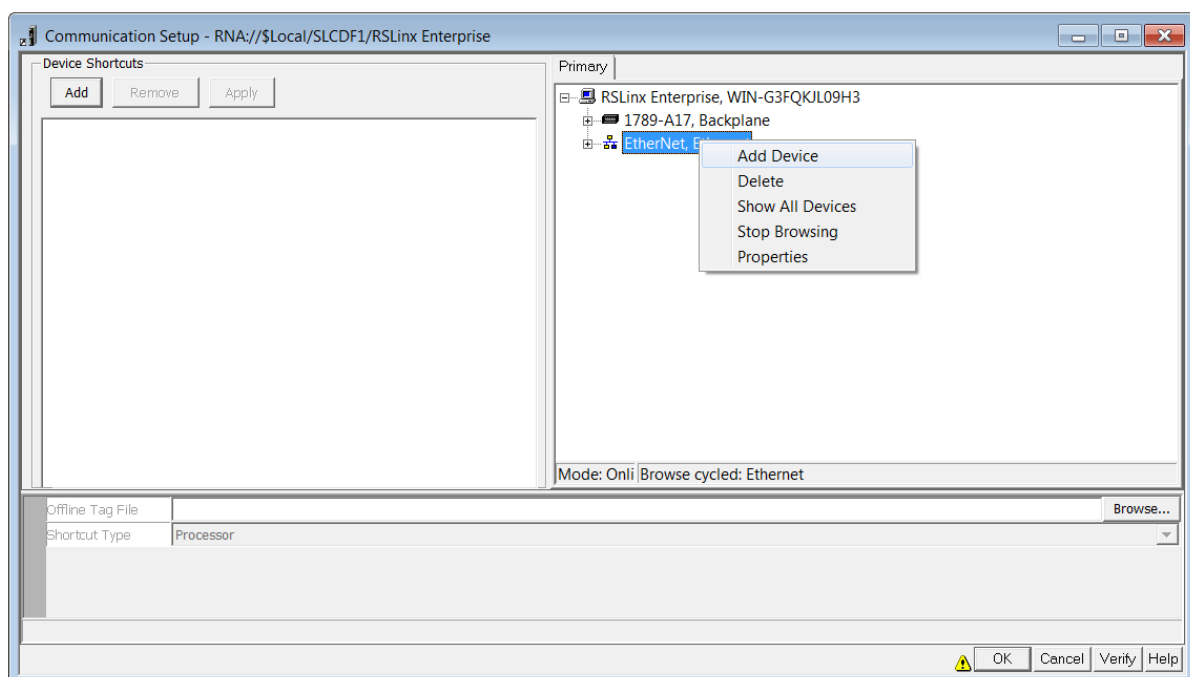 Communication Setup - RNA://$Local/SLCDF1/RSLinx Enterprise
Device Shortcuts
Add Remove Apply
Primary
RSLinx Enterprise, WIN-G3FQKJL09H3
1789-A17, Backplane
EtherNet,
Add Device
Delete
Show All Devices
Stop Browsing
Properties
Mode: Onli Browse cycled: Ethernet
Offline Tag File Browse...
Shortcut Type Processor
OK Cancel Verify Help